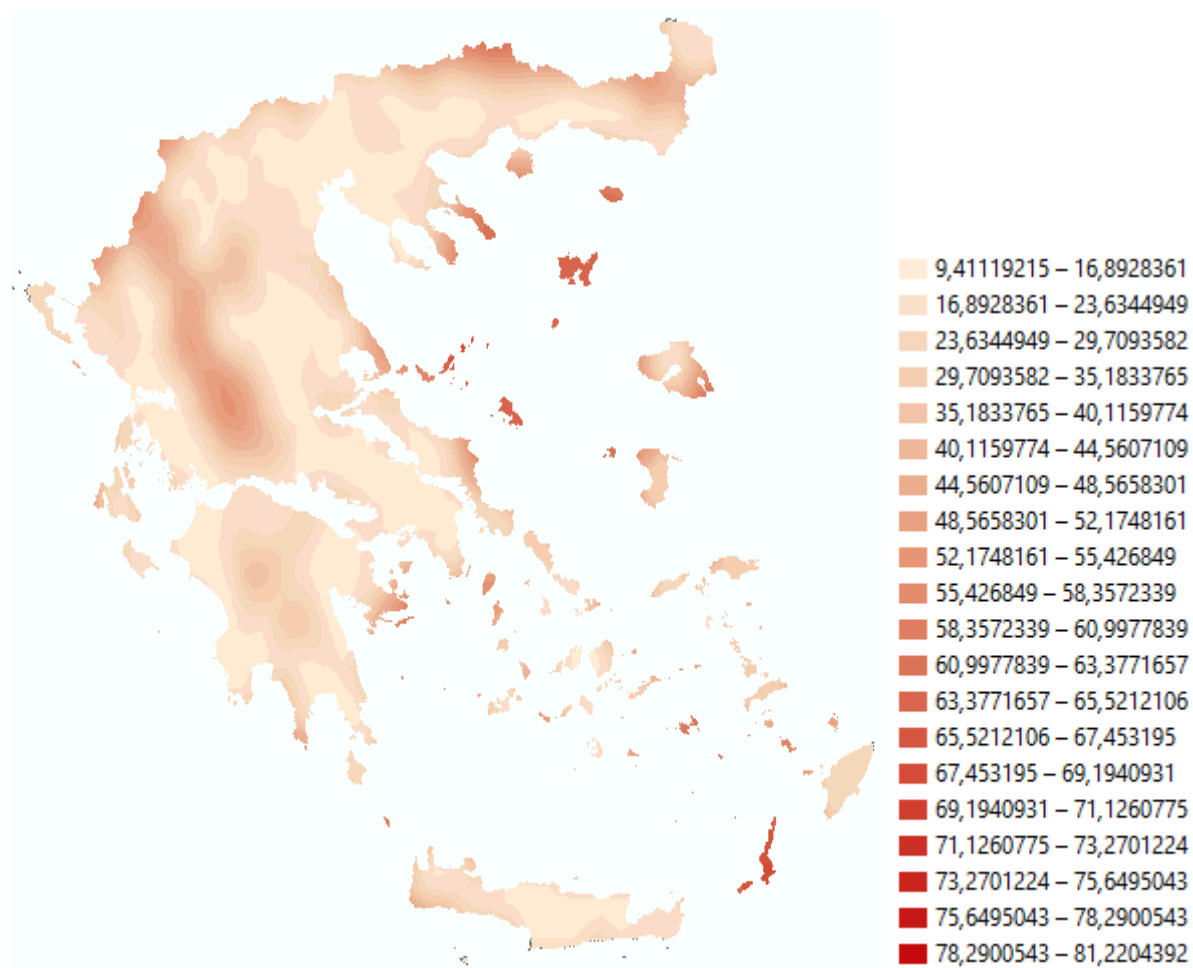 9,41119215 – 16,8928361
16,8928361 – 23,6344949
23,6344949 – 29,7093582
29,7093582 – 35,1833765
35,1833765 – 40,1159774
40,1159774 – 44,5607109
44,5607109 – 48,5658301
48,5658301 – 52,1748161
52,1748161 – 55,426849
55,426849 – 58,3572339
58,3572339 – 60,9977839
60,9977839 – 63,3771657
63,3771657 – 65,5212106
65,5212106 – 67,453195
67,453195 – 69,1940931
69,1940931 – 71,1260775
71,1260775 – 73,2701224
73,2701224 – 75,6495043
75,6495043 – 78,2900543
78,2900543 – 81,2204392